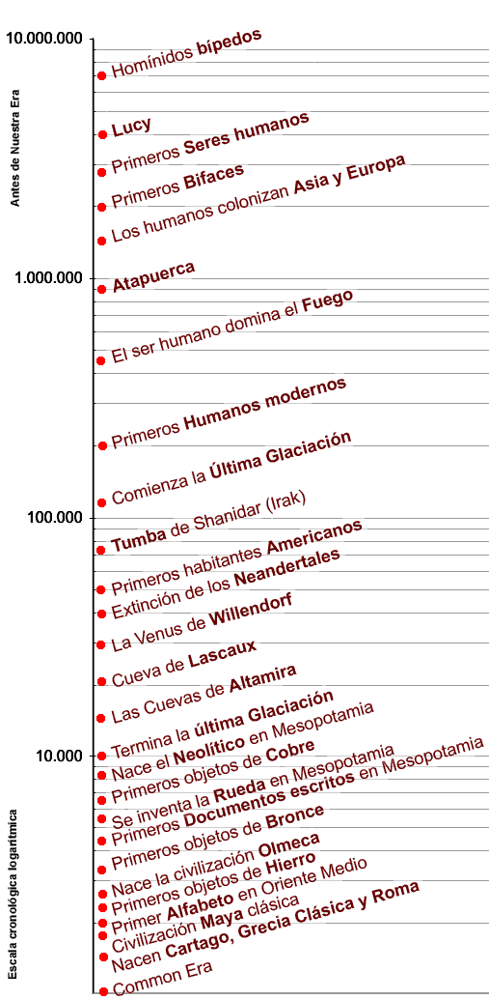 10.000.000
Homínidos bípedos
Antes de Nuestra Era
Lucy
Primeros Seres humanos
Primeros Bifaces
Los humanos colonizan Asia y Europa
1.000.000
Atapuerca
El ser humano domina el Fuego
Primeros Humanos modernos
Comienza la Última Glaciación
100.000
Tumba de Shanidar (Irak)
Primeros habitantes Americanos
Extinción de los Neandertales
La Venus de Willendorf
Cueva de Lascaux
Las Cuevas de Altamira
10.000
Termina la última Glaciación
Nace el Neolítico en Mesopotamia
Primeros objetos de Cobre
Se inventa la Rueda en Mesopotamia
Primeros Documentos escritos en Mesopotamia
Primeros objetos de Bronce
Escala cronológica logarítmica
Nace la civilización Olmeca
Primeros objetos de Hierro
Primer Alfabeto en Oriente Medio
Civilización Maya clásica
Nacen Cartago, Grecia Clásica y Roma
Common Era